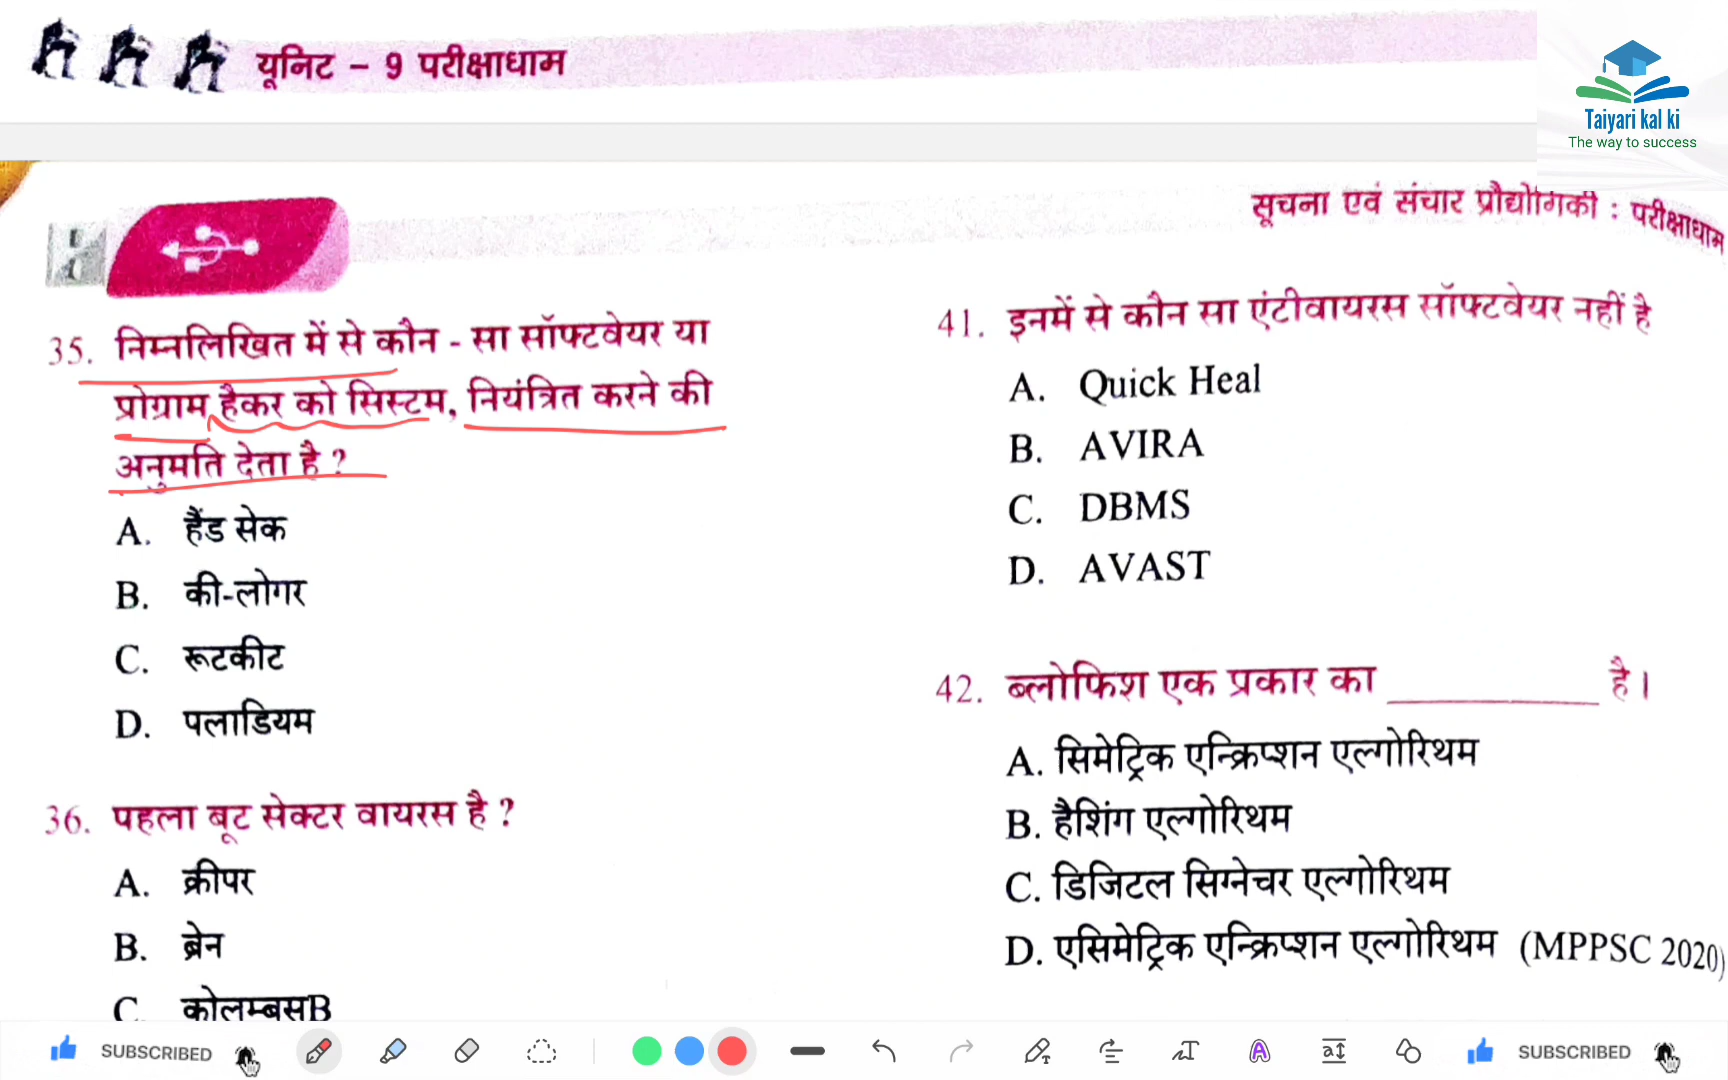 यूनिट – 9 परीक्षाधाम
Taiyari kal ki
The way to success
सूचना एवं संचार प्रौद्योगिकी : परीक्षाधाम
35. निम्नलिखित में से कौन - सा सॉफ्टवेयर या
प्रोग्राम हैकर को सिस्टम, नियंत्रित करने की
अनुमति देता है ?
A. हैंड सेक
B. की-लोगर
C. रूटकीट
D. पलाडियम
36. पहला बूट सेक्टर वायरस है ?
A. क्रीपर
B. ब्रेन
C. कोलम्बसB
41. इनमें से कौन सा एंटीवायरस सॉफ्टवेयर नहीं है
A. Quick Heal
B. AVIRA
C. DBMS
D. AVAST
42. ब्लोफिश एक प्रकार का __________ है।
A. सिमेट्रिक एन्क्रिप्शन एल्गोरिथम
B. हैशिंग एल्गोरिथम
C. डिजिटल सिग्नेचर एल्गोरिथम
D. एसिमेट्रिक एन्क्रिप्शन एल्गोरिथम (MPPSC 2020)
SUBSCRIBED
SUBSCRIBED